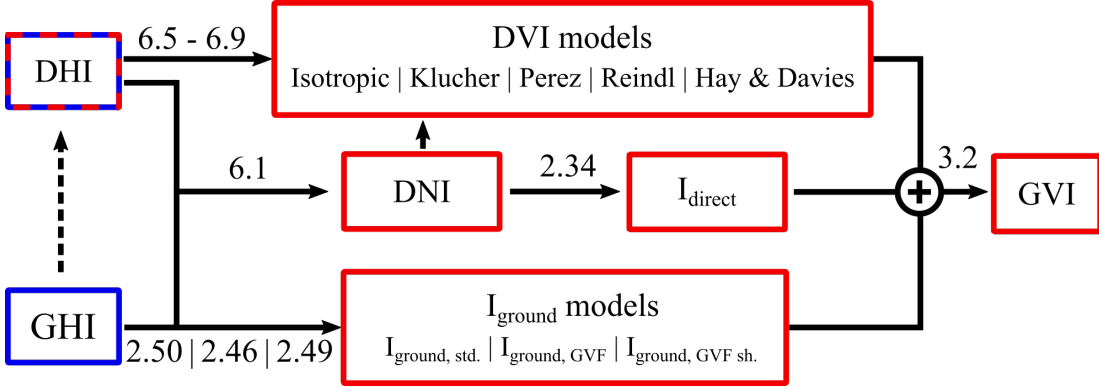 6.5 - 6.9
DHI
DVI models
Isotropic | Klucher | Perez | Reindl | Hay & Davies
6.1
DNI
2.34
I_direct
3.2
GVI
GHI
2.50 | 2.46 | 2.49
I_ground models
I_ground, std. | I_ground, GVF | I_ground, GVF sh.